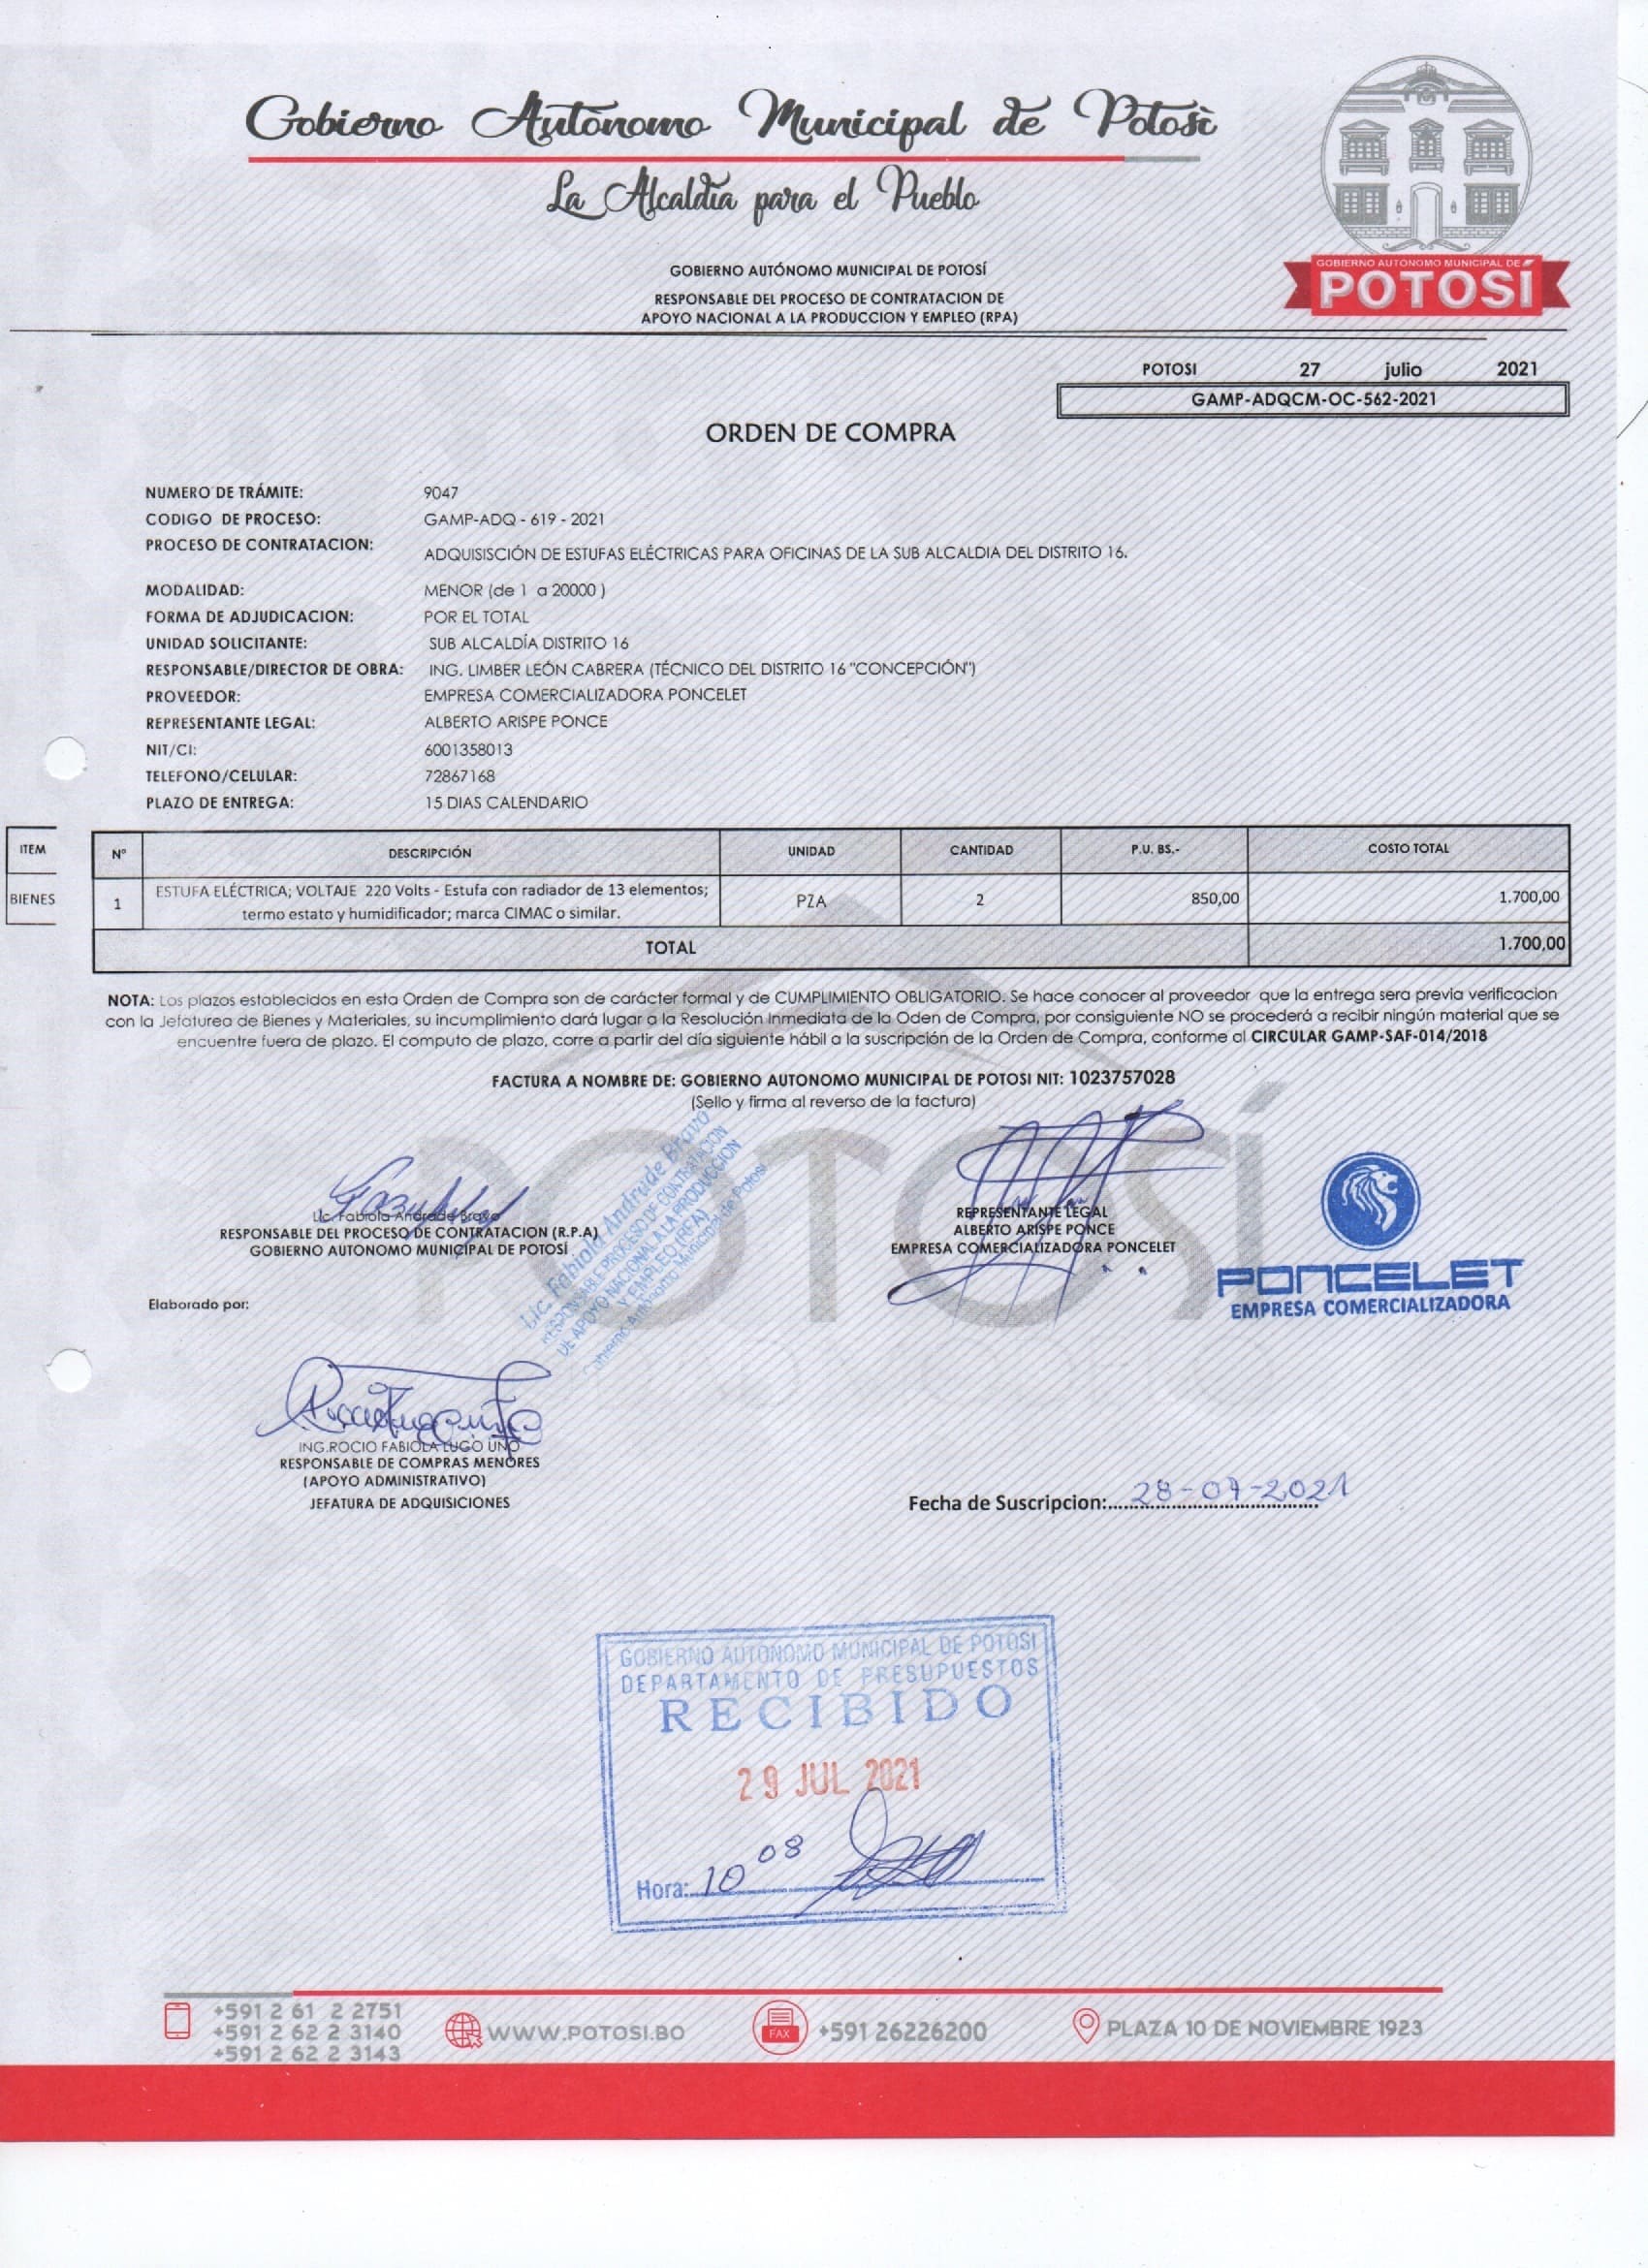 Gobierno Autónomo Municipal de Potosí
La Alcaldía para el Pueblo
GOBIERNO AUTONOMO MUNICIPAL DE
POTOSÍ
GOBIERNO AUTÓNOMO MUNICIPAL DE POTOSÍ
RESPONSABLE DEL PROCESO DE CONTRATACION DE
APOYO NACIONAL A LA PRODUCCION Y EMPLEO (RPA)
POTOSI 27 julio 2021
GAMP-ADQCM-OC-562-2021
ORDEN DE COMPRA
NUMERO DE TRÁMITE: 9047
CODIGO DE PROCESO: GAMP-ADQ - 619 - 2021
PROCESO DE CONTRATACION: ADQUISISCIÓN DE ESTUFAS ELÉCTRICAS PARA OFICINAS DE LA SUB ALCALDIA DEL DISTRITO 16.
MODALIDAD: MENOR (de 1 a 20000 )
FORMA DE ADJUDICACION: POR EL TOTAL
UNIDAD SOLICITANTE: SUB ALCALDÍA DISTRITO 16
RESPONSABLE/DIRECTOR DE OBRA: ING. LIMBER LEÓN CABRERA (TÉCNICO DEL DISTRITO 16 "CONCEPCIÓN")
PROVEEDOR: EMPRESA COMERCIALIZADORA PONCELET
REPRESENTANTE LEGAL: ALBERTO ARISPE PONCE
NIT/CI: 6001358013
TELEFONO/CELULAR: 72867168
PLAZO DE ENTREGA: 15 DIAS CALENDARIO
ITEM N° DESCRIPCIÓN UNIDAD CANTIDAD P.U. BS.- COSTO TOTAL
BIENES 1 ESTUFA ELÉCTRICA; VOLTAJE 220 Volts - Estufa con radiador de 13 elementos; PZA 2 850,00 1.700,00
termo estato y humidificador; marca CIMAC o similar.
TOTAL 1.700,00
NOTA: Los plazos establecidos en esta Orden de Compra son de carácter formal y de CUMPLIMIENTO OBLIGATORIO. Se hace conocer al proveedor que la entrega sera previa verificacion
con la Jefaturea de Bienes y Materiales, su incumplimiento dará lugar a la Resolución Inmediata de la Oden de Compra, por consiguiente NO se procederá a recibir ningún material que se
encuentre fuera de plazo. El computo de plazo, corre a partir del día siguiente hábil a la suscripción de la Orden de Compra, conforme al CIRCULAR GAMP-SAF-014/2018
FACTURA A NOMBRE DE: GOBIERNO AUTONOMO MUNICIPAL DE POTOSI NIT: 1023757028
(Sello y firma al reverso de la factura)
POTOSÍ
Lic. Fabiola Andrade Bravo
RESPONSABLE DEL PROCESO DE CONTRATACION (R.P.A)
GOBIERNO AUTONOMO MUNICIPAL DE POTOSÍ
Lic. Fabiola Andrade Bravo
RESPONSABLE PROCESO DE CONTRATACION
DE APOYO NACIONAL A LA PRODUCCION
Y EMPLEO (RPA)
Gobierno Autónomo Municipal de Potosí
REPRESENTANTE LEGAL
ALBERTO ARISPE PONCE
EMPRESA COMERCIALIZADORA PONCELET
PONCELET
EMPRESA COMERCIALIZADORA
Elaborado por:
ING.ROCIO FABIOLA LUGO UNO
RESPONSABLE DE COMPRAS MENORES
(APOYO ADMINISTRATIVO)
JEFATURA DE ADQUISICIONES
Fecha de Suscripcion: 28-07-2021
GOBIERNO AUTONOMO MUNICIPAL DE POTOSI
DEPARTAMENTO DE PRESUPUESTOS
RECIBIDO
29 JUL 2021
Hora: 10 08
+591 2 61 2 2751
+591 2 62 2 3140
+591 2 62 2 3143
WWW.POTOSI.BO
FAX +591 26226200
PLAZA 10 DE NOVIEMBRE 1923